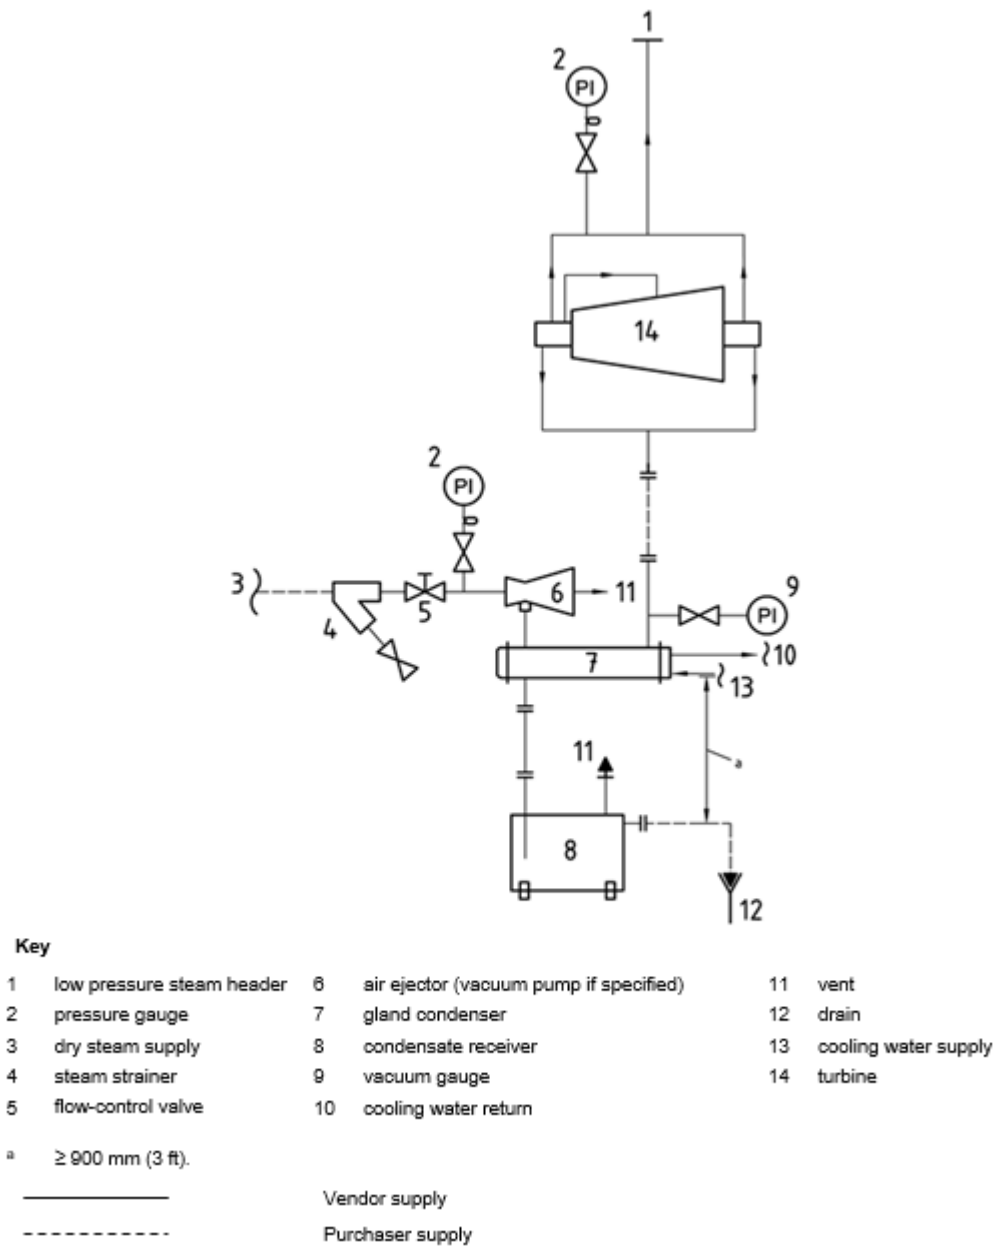 1
2
PI
14
2
PI
3
4
5
6
11
9
PI
7
10
13
11
a
8
12
Key
1 low pressure steam header 6 air ejector (vacuum pump if specified) 11 vent
2 pressure gauge 7 gland condenser 12 drain
3 dry steam supply 8 condensate receiver 13 cooling water supply
4 steam strainer 9 vacuum gauge 14 turbine
5 flow-control valve 10 cooling water return
a ≥ 900 mm (3 ft).
Vendor supply
Purchaser supply